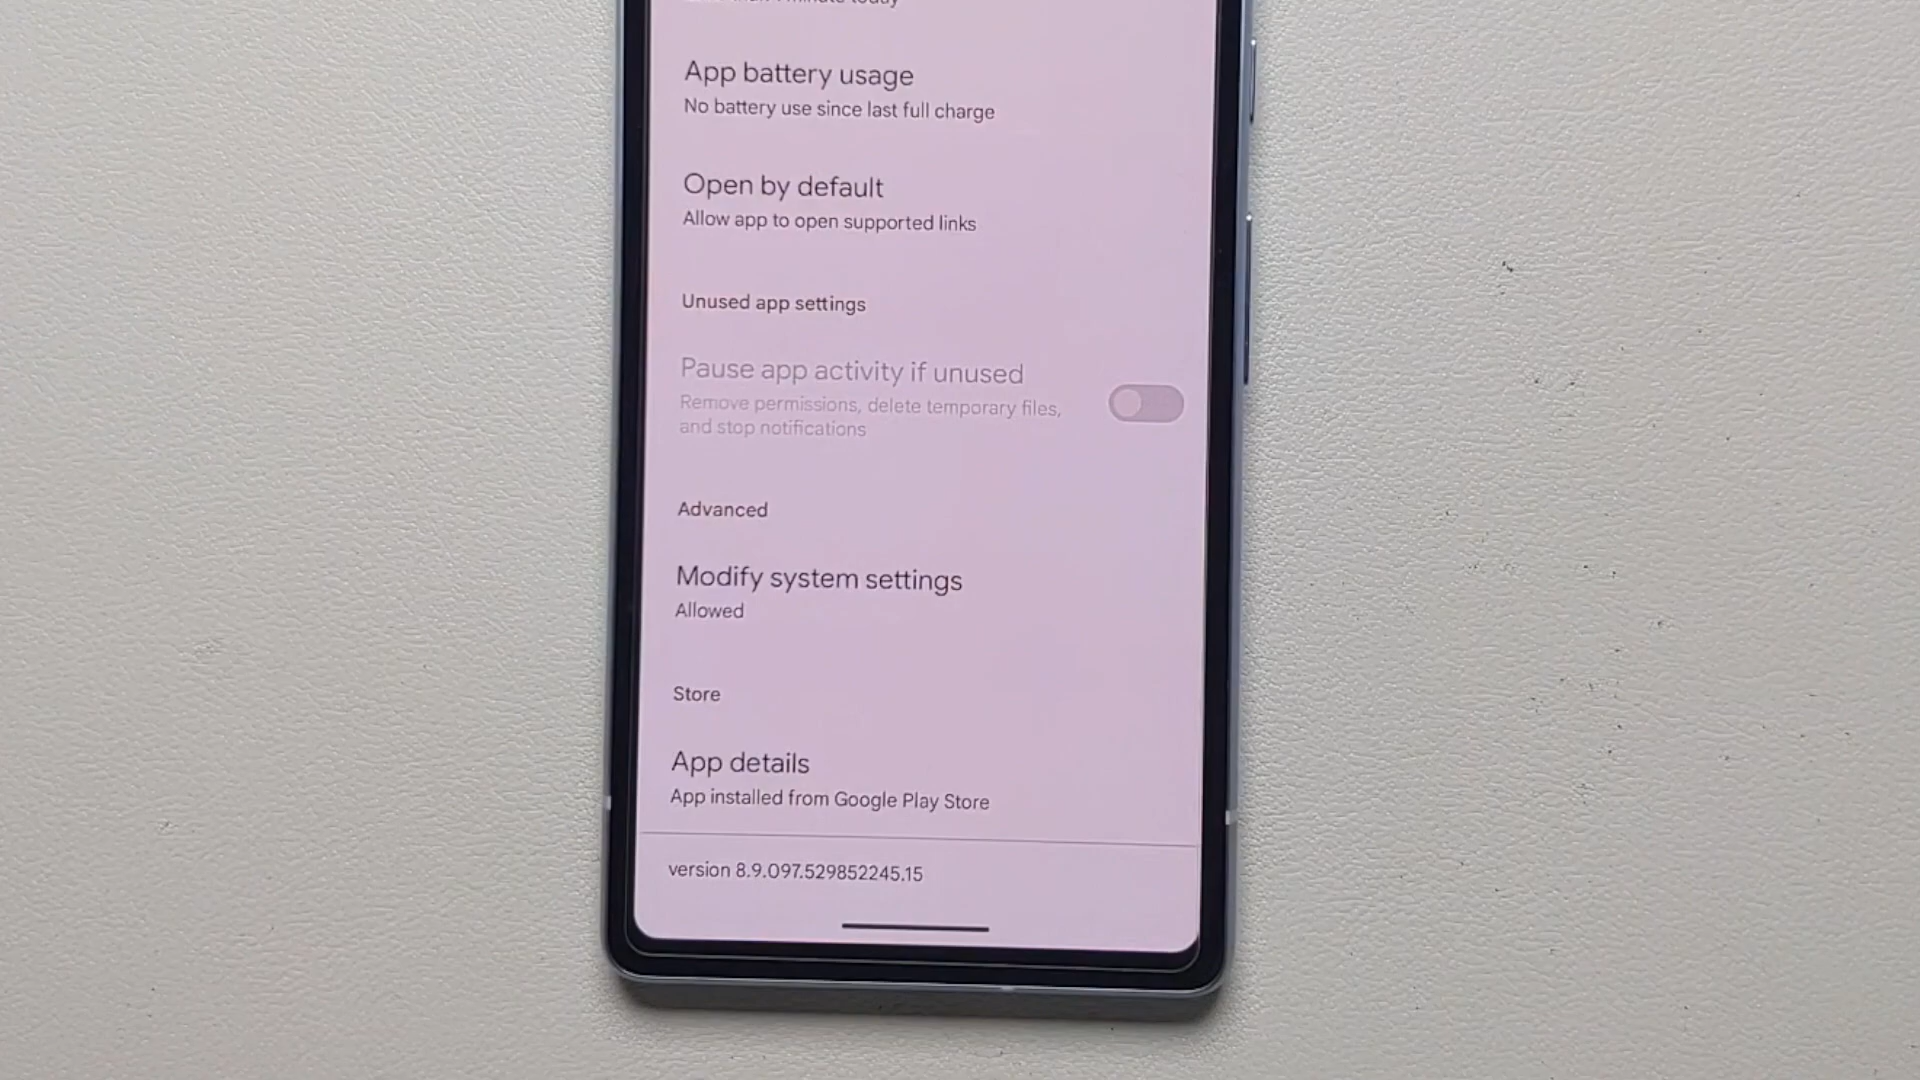 minute today
App battery usage
No battery use since last full charge
Open by default
Allow app to open supported links
Unused app settings
Pause app activity if unused
Remove permissions, delete temporary files,
and stop notifications
Advanced
Modify system settings
Allowed
Store
App details
App installed from Google Play Store
version 8.9.097.529852245.15